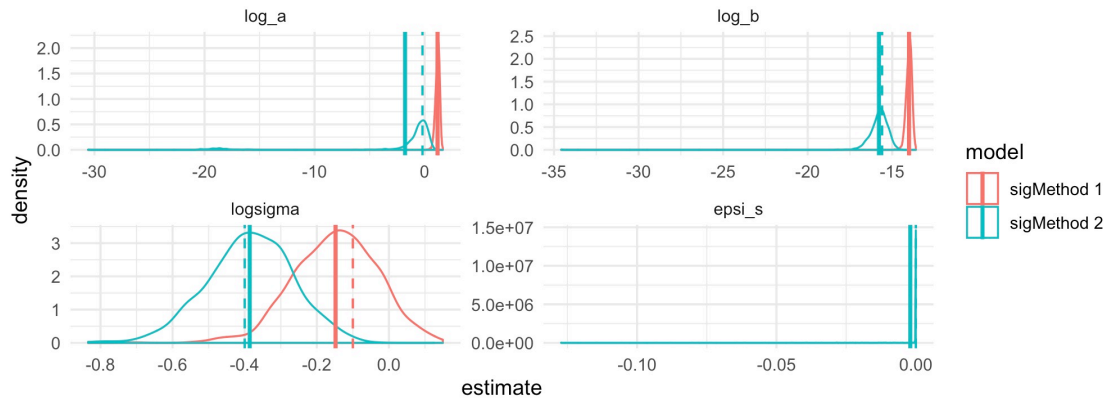 log_a
log_b
2.0
1.5
1.0
0.5
0.0
-30
-20
-10
0
2.5
2.0
1.5
1.0
0.5
0.0
-35
-30
-25
-20
-15
density
model
sigMethod 1
sigMethod 2
logsigma
epsi_s
3
2
1
0
-0.8
-0.6
-0.4
-0.2
0.0
1.5e+07
1.0e+07
5.0e+06
0.0e+00
-0.10
-0.05
0.00
estimate